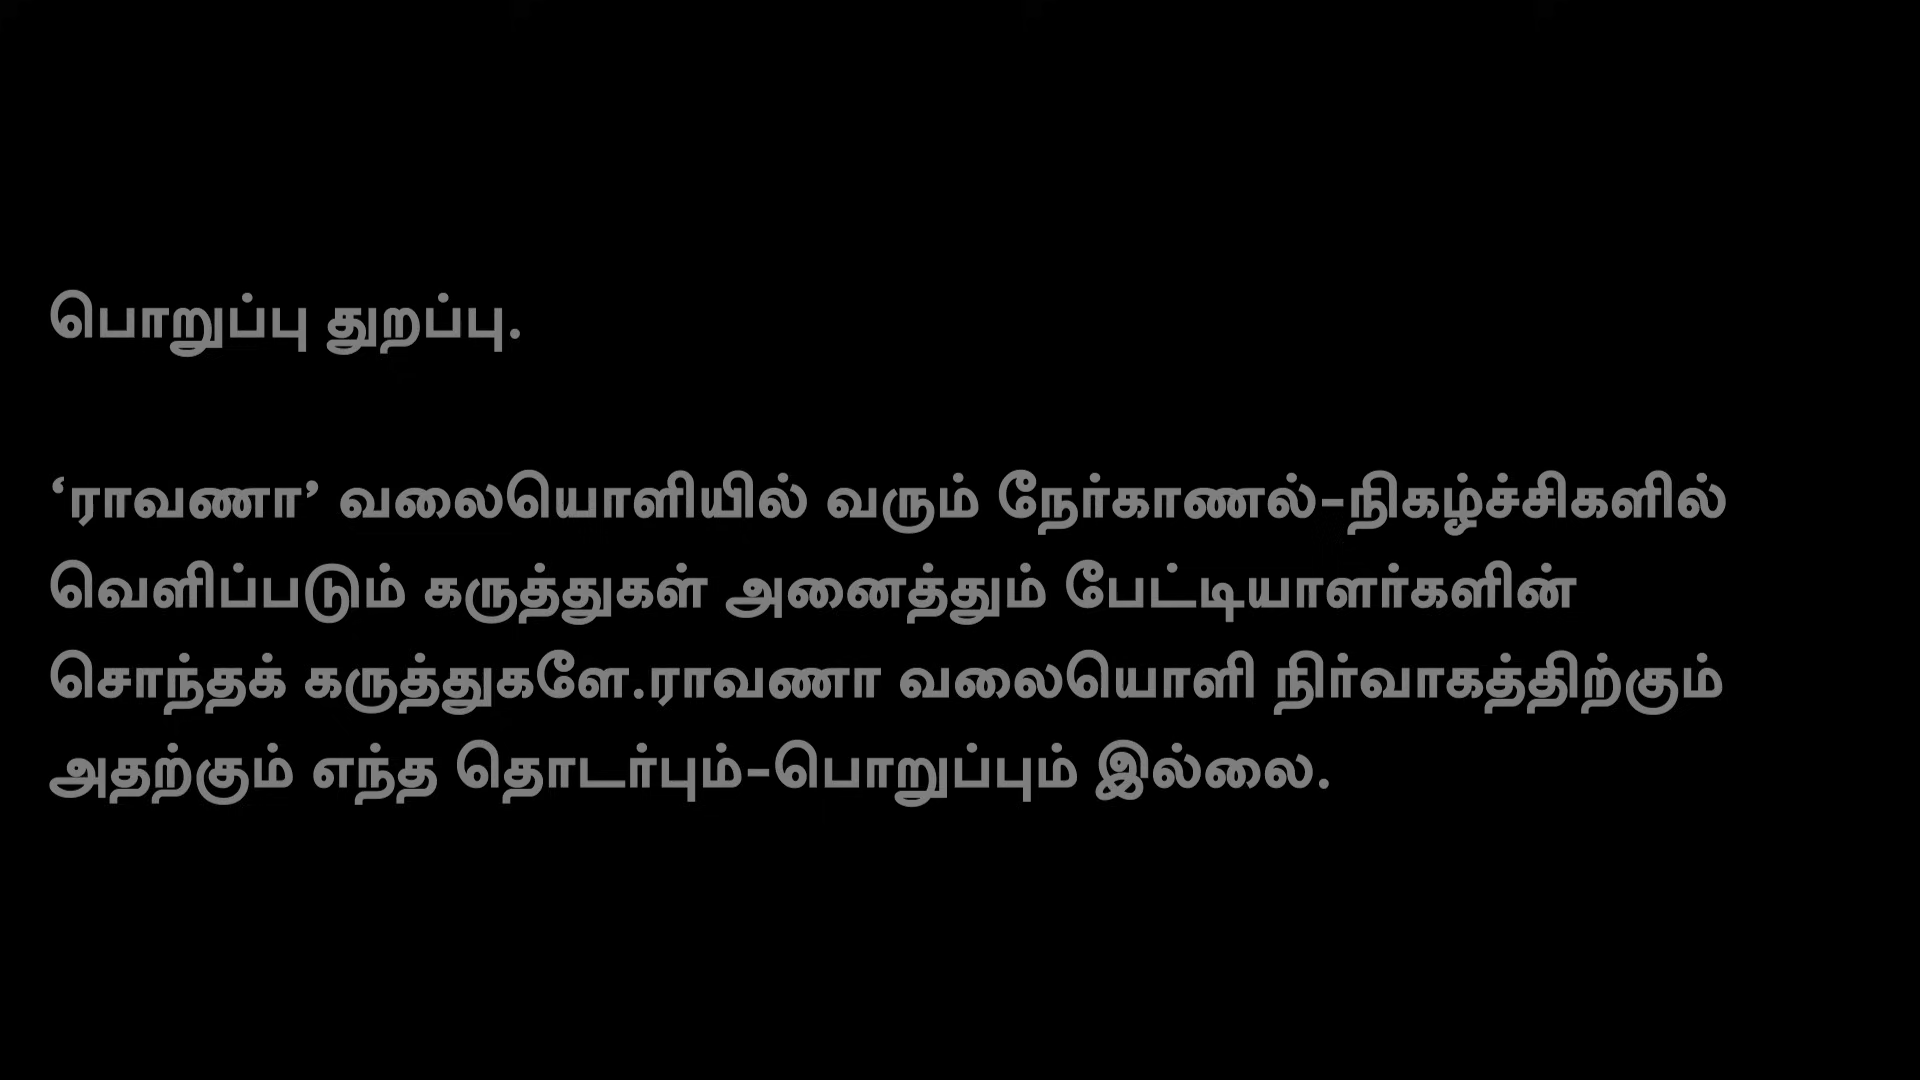 பொறுப்பு துறப்பு.
‘ராவணா’ வலையொளியில் வரும் நேர்காணல்-நிகழ்ச்சிகளில்
வெளிப்படும் கருத்துகள் அனைத்தும் பேட்டியாளர்களின்
சொந்தக் கருத்துகளே.ராவணா வலையொளி நிர்வாகத்திற்கும்
அதற்கும் எந்த தொடர்பும்-பொறுப்பும் இல்லை.